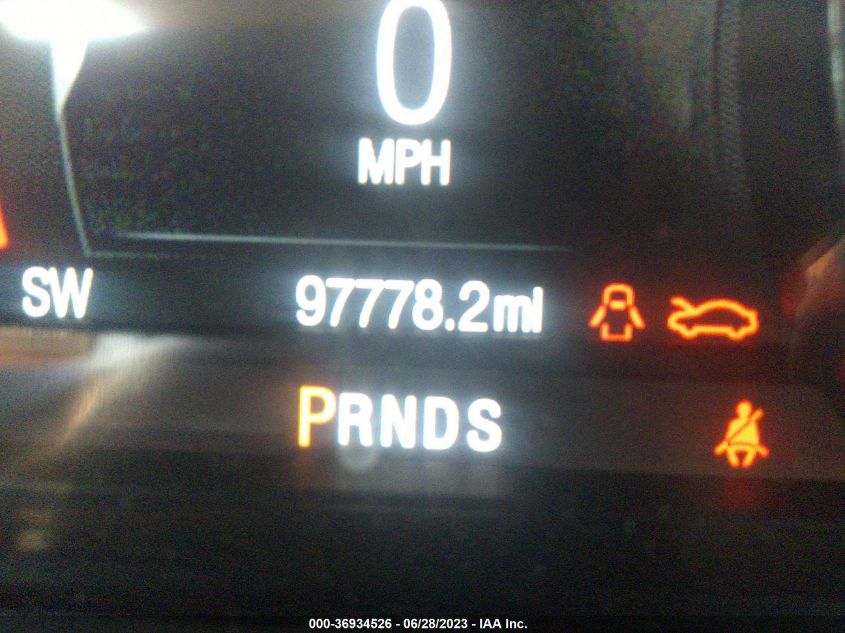 0
MPH
SW 97778.2mi
PRNDS
000-36934526 - 06/28/2023 - IAA Inc.